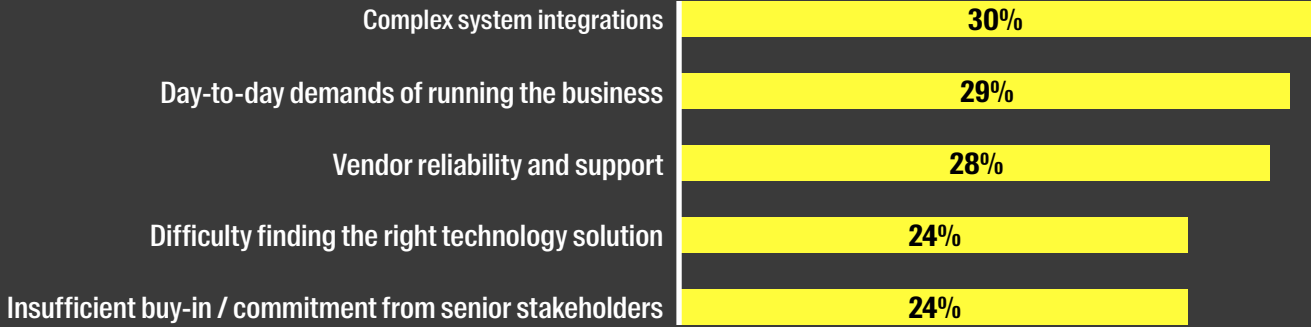 Complex system integrations 30%
Day-to-day demands of running the business 29%
Vendor reliability and support 28%
Difficulty finding the right technology solution 24%
Insufficient buy-in / commitment from senior stakeholders 24%